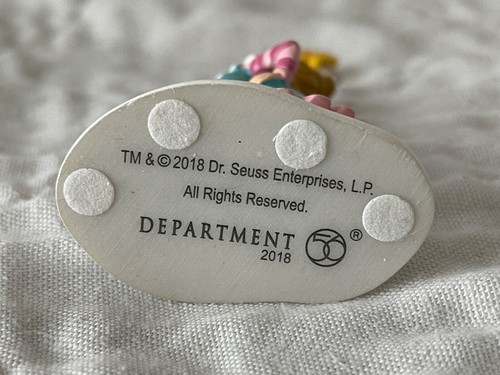 TM & © 2018 Dr. Seuss Enterprises, L.P.
All Rights Reserved.
DEPARTMENT 56 ®
2018